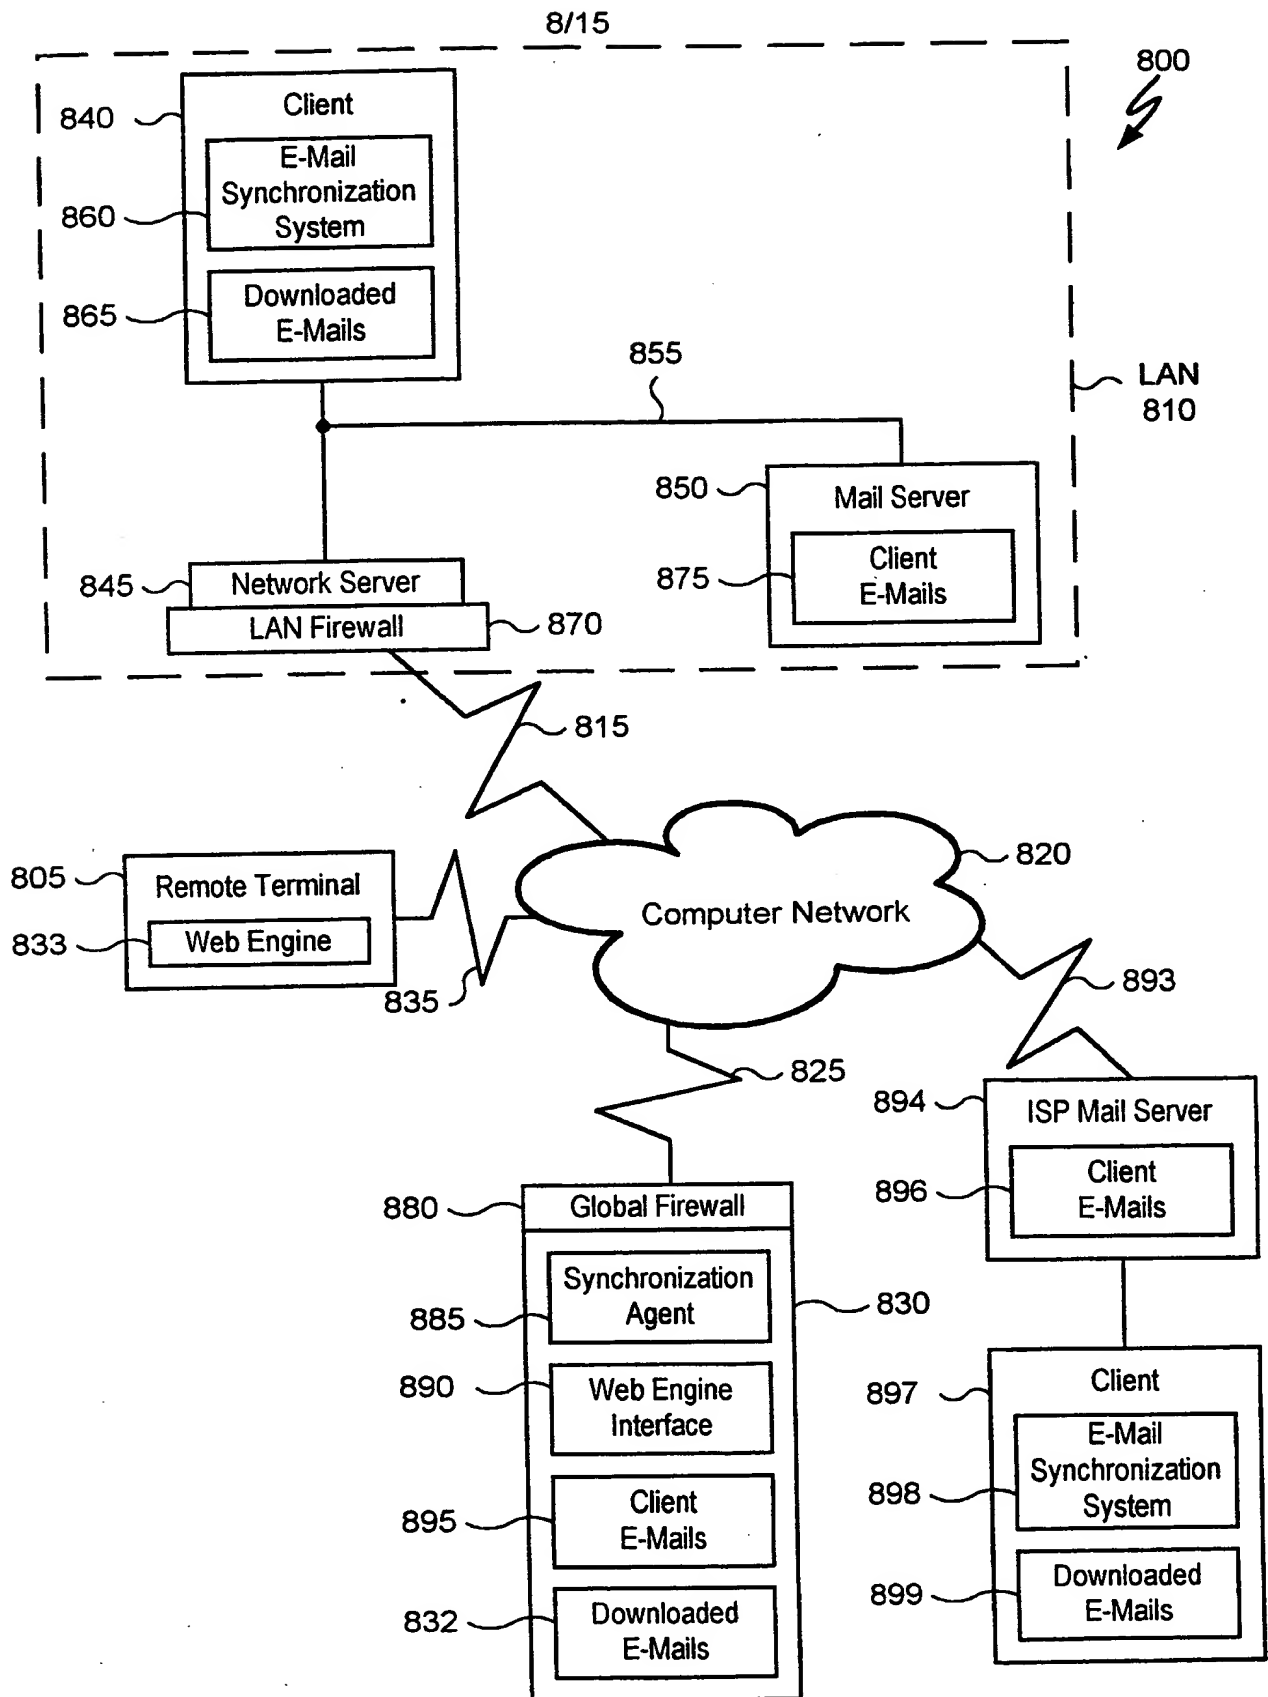 8/15
800
840
Client
E-Mail
Synchronization
System
860
Downloaded
E-Mails
865
855
LAN
810
850
Mail Server
Client
E-Mails
875
845
Network Server
LAN Firewall
870
815
805
Remote Terminal
833
Web Engine
835
820
Computer Network
893
825
894
ISP Mail Server
Client
E-Mails
896
880
Global Firewall
Synchronization
Agent
885
830
890
Web Engine
Interface
895
Client
E-Mails
832
Downloaded
E-Mails
897
Client
E-Mail
Synchronization
System
898
Downloaded
E-Mails
899